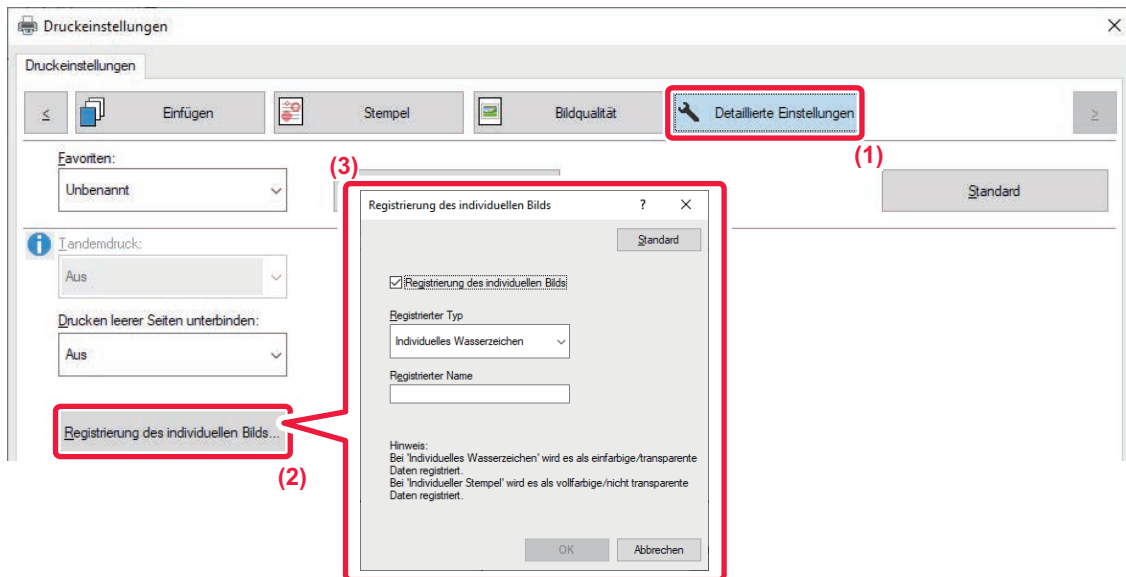 Druckeinstellungen
Druckeinstellungen
≤ Einfügen Stempel Bildqualität Detaillierte Einstellungen ≥
(1)
Favoriten:
(3)
Unbenannt
Standard
Registrierung des individuellen Bilds ?
Standard
Tandemdruck:
Aus
Registrierung des individuellen Bilds
Drucken leerer Seiten unterbinden:
Registrierter Typ
Aus
Individuelles Wasserzeichen
Registrierter Name
Registrierung des individuellen Bilds...
(2)
Hinweis:
Bei 'Individuelles Wasserzeichen' wird es als einfarbige/transparente
Daten registriert.
Bei 'Individueller Stempel' wird es als vollfarbige/nicht transparente
Daten registriert.
OK Abbrechen